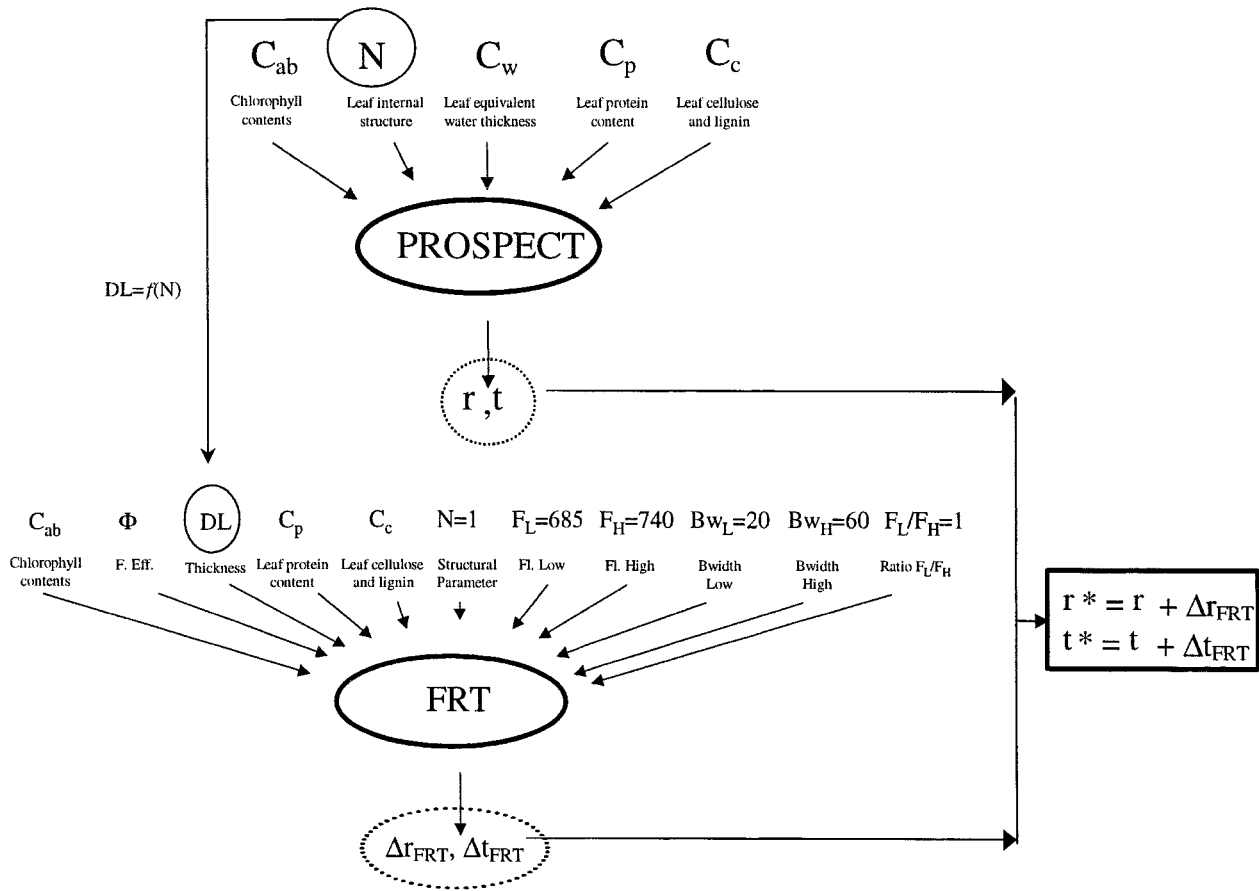 C_ab N C_w C_p C_c
Chlorophyll Leaf internal Leaf equivalent Leaf protein Leaf cellulose
contents structure water thickness content and lignin
PROSPECT
DL=f(N)
r ,t
C_ab Φ DL C_p C_c N=1 F_L=685 F_H=740 Bw_L=20 Bw_H=60 F_L/F_H=1
Chlorophyll F. Eff. Thickness Leaf protein Leaf cellulose Structural Fl. Low Fl. High Bwidth Bwidth Ratio F_L/F_H
contents content and lignin Parameter Low High
r * = r + Δr_FRT
t * = t + Δt_FRT
FRT
Δr_FRT, Δt_FRT